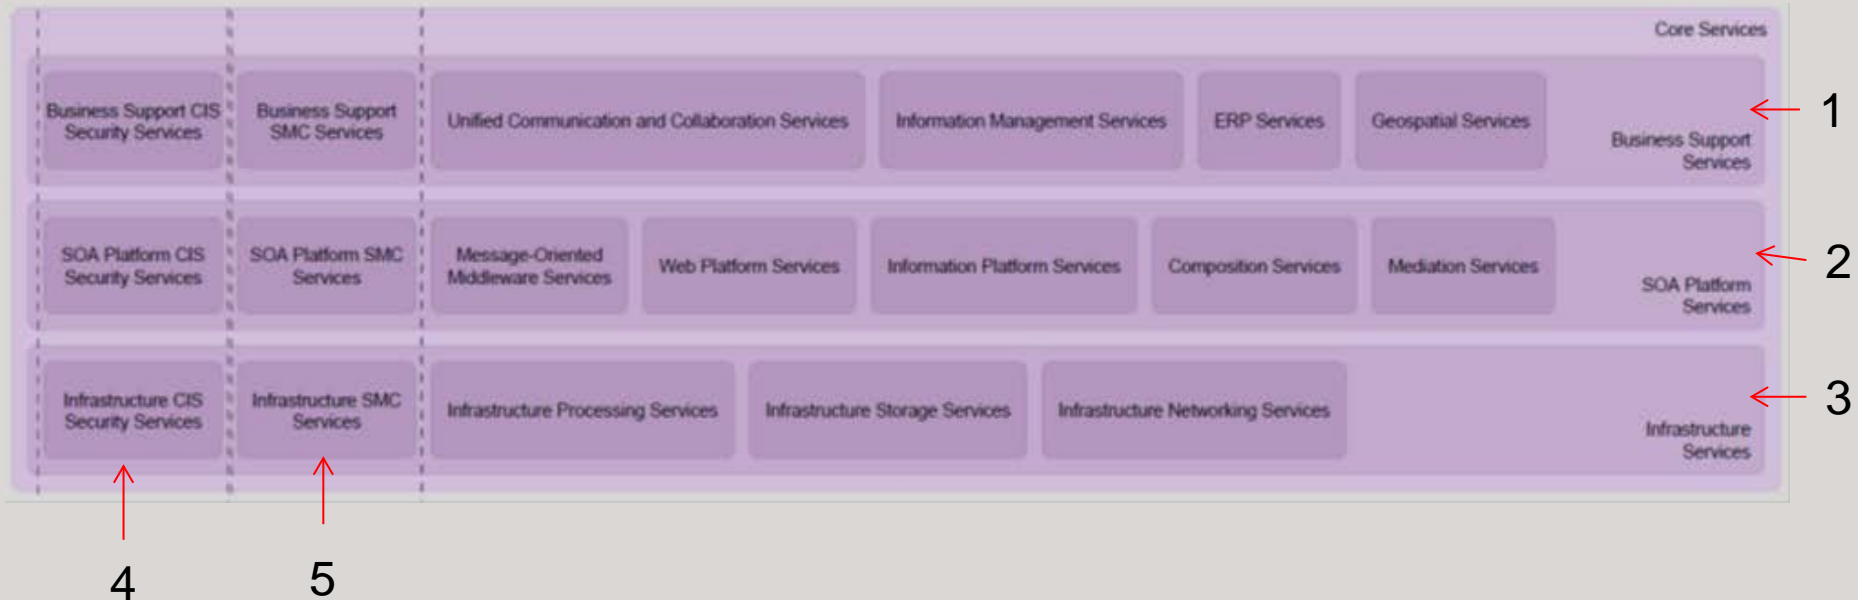 Core Services
Business Support CIS
Security Services
Business Support
SMC Services
Unified Communication and Collaboration Services
Information Management Services
ERP Services
Geospatial Services
Business Support
Services
1
SOA Platform CIS
Security Services
SOA Platform SMC
Services
Message-Oriented
Middleware Services
Web Platform Services
Information Platform Services
Composition Services
Mediation Services
SOA Platform
Services
2
Infrastructure CIS
Security Services
Infrastructure SMC
Services
Infrastructure Processing Services
Infrastructure Storage Services
Infrastructure Networking Services
Infrastructure
Services
3
4
5